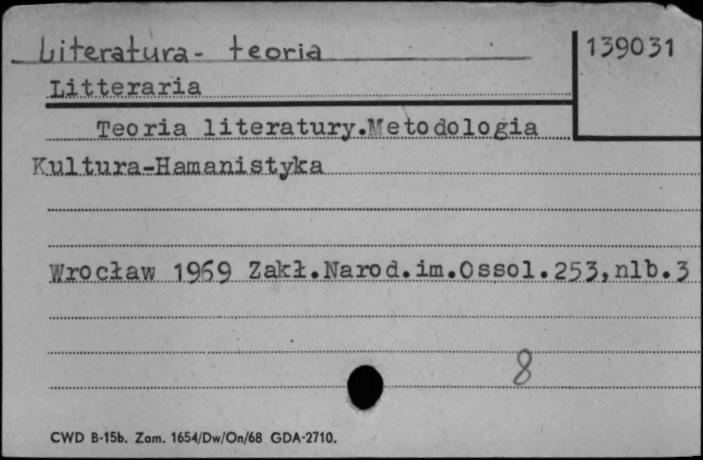 Literatura - teoria
139031
Litteraria
Teoria literatury.Metodologia
Kultura-Hamanistyka
Wrocław 1969 Zakł.Narod.im.Ossol.253,nlb.3
8
CWD B-15b. Zam. 1654/Dw/On/68 GDA-2710.